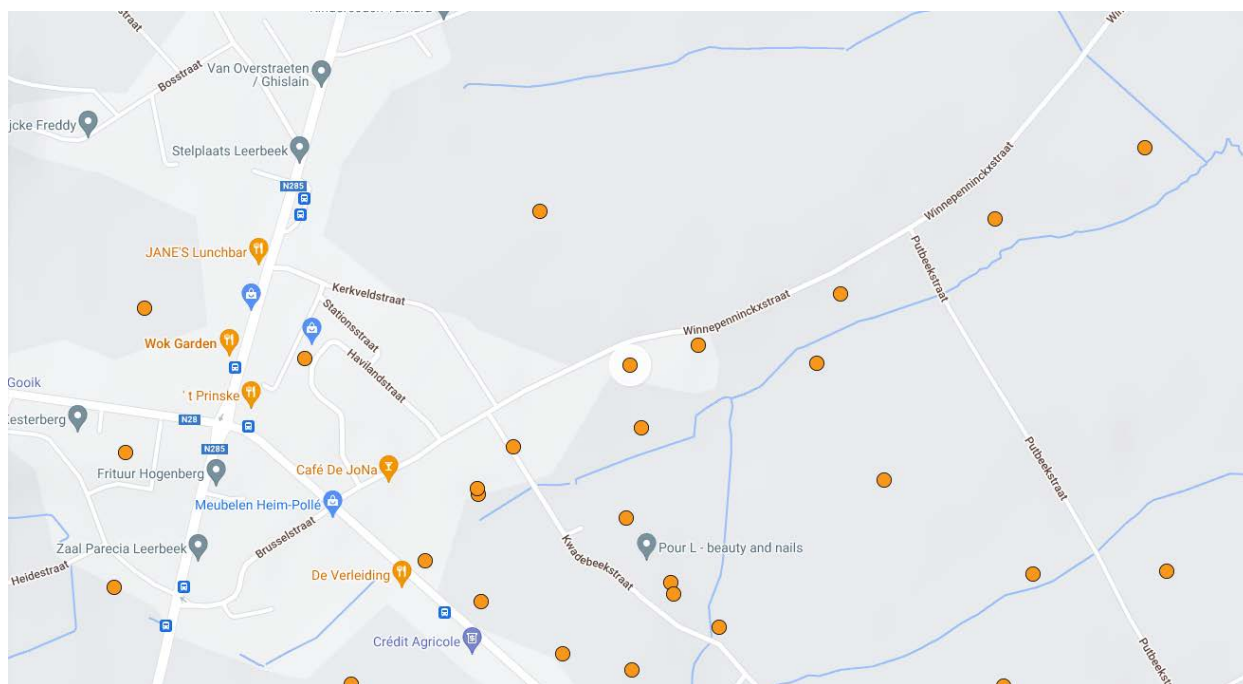 Bosstraat
Van Overstraeten
/ Ghislain
jcke Freddy
Stelplaats Leerbeek
N285
JANE'S Lunchbar
Kerkveldstraat
Stationsstraat
Havilandstraat
Wok Garden
Gooik
't Prinske
N28
N285
Frituur Hogenberg
Café De JoNa
Meubelen Heim-Pollé
Brusselstraat
Zaal Parecia Leerbeek
Heidestraat
De Verleiding
Crédit Agricole
Kwadebeekstraat
Pour L - beauty and nails
Winnepenninckxstraat
Winnepenninckxstraat
Putbeekstraat
Putbeekstraat
Putbeekstraat